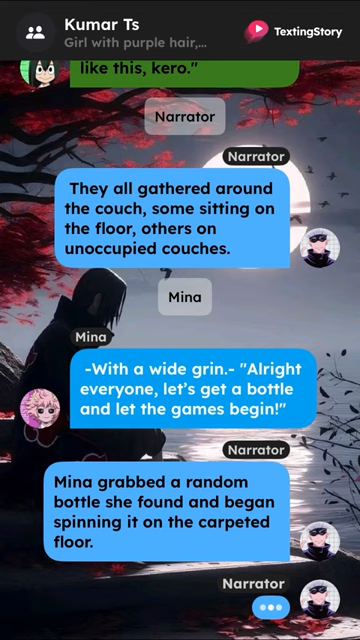 Kumar Ts
Girl with purple hair,...
TextingStory
like this, kero."
Narrator
Narrator
They all gathered around
the couch, some sitting on
the floor, others on
unoccupied couches.
Mina
Mina
-With a wide grin.- "Alright
everyone, let's get a bottle
and let the games begin!"
Narrator
Mina grabbed a random
bottle she found and began
spinning it on the carpeted
floor.
Narrator